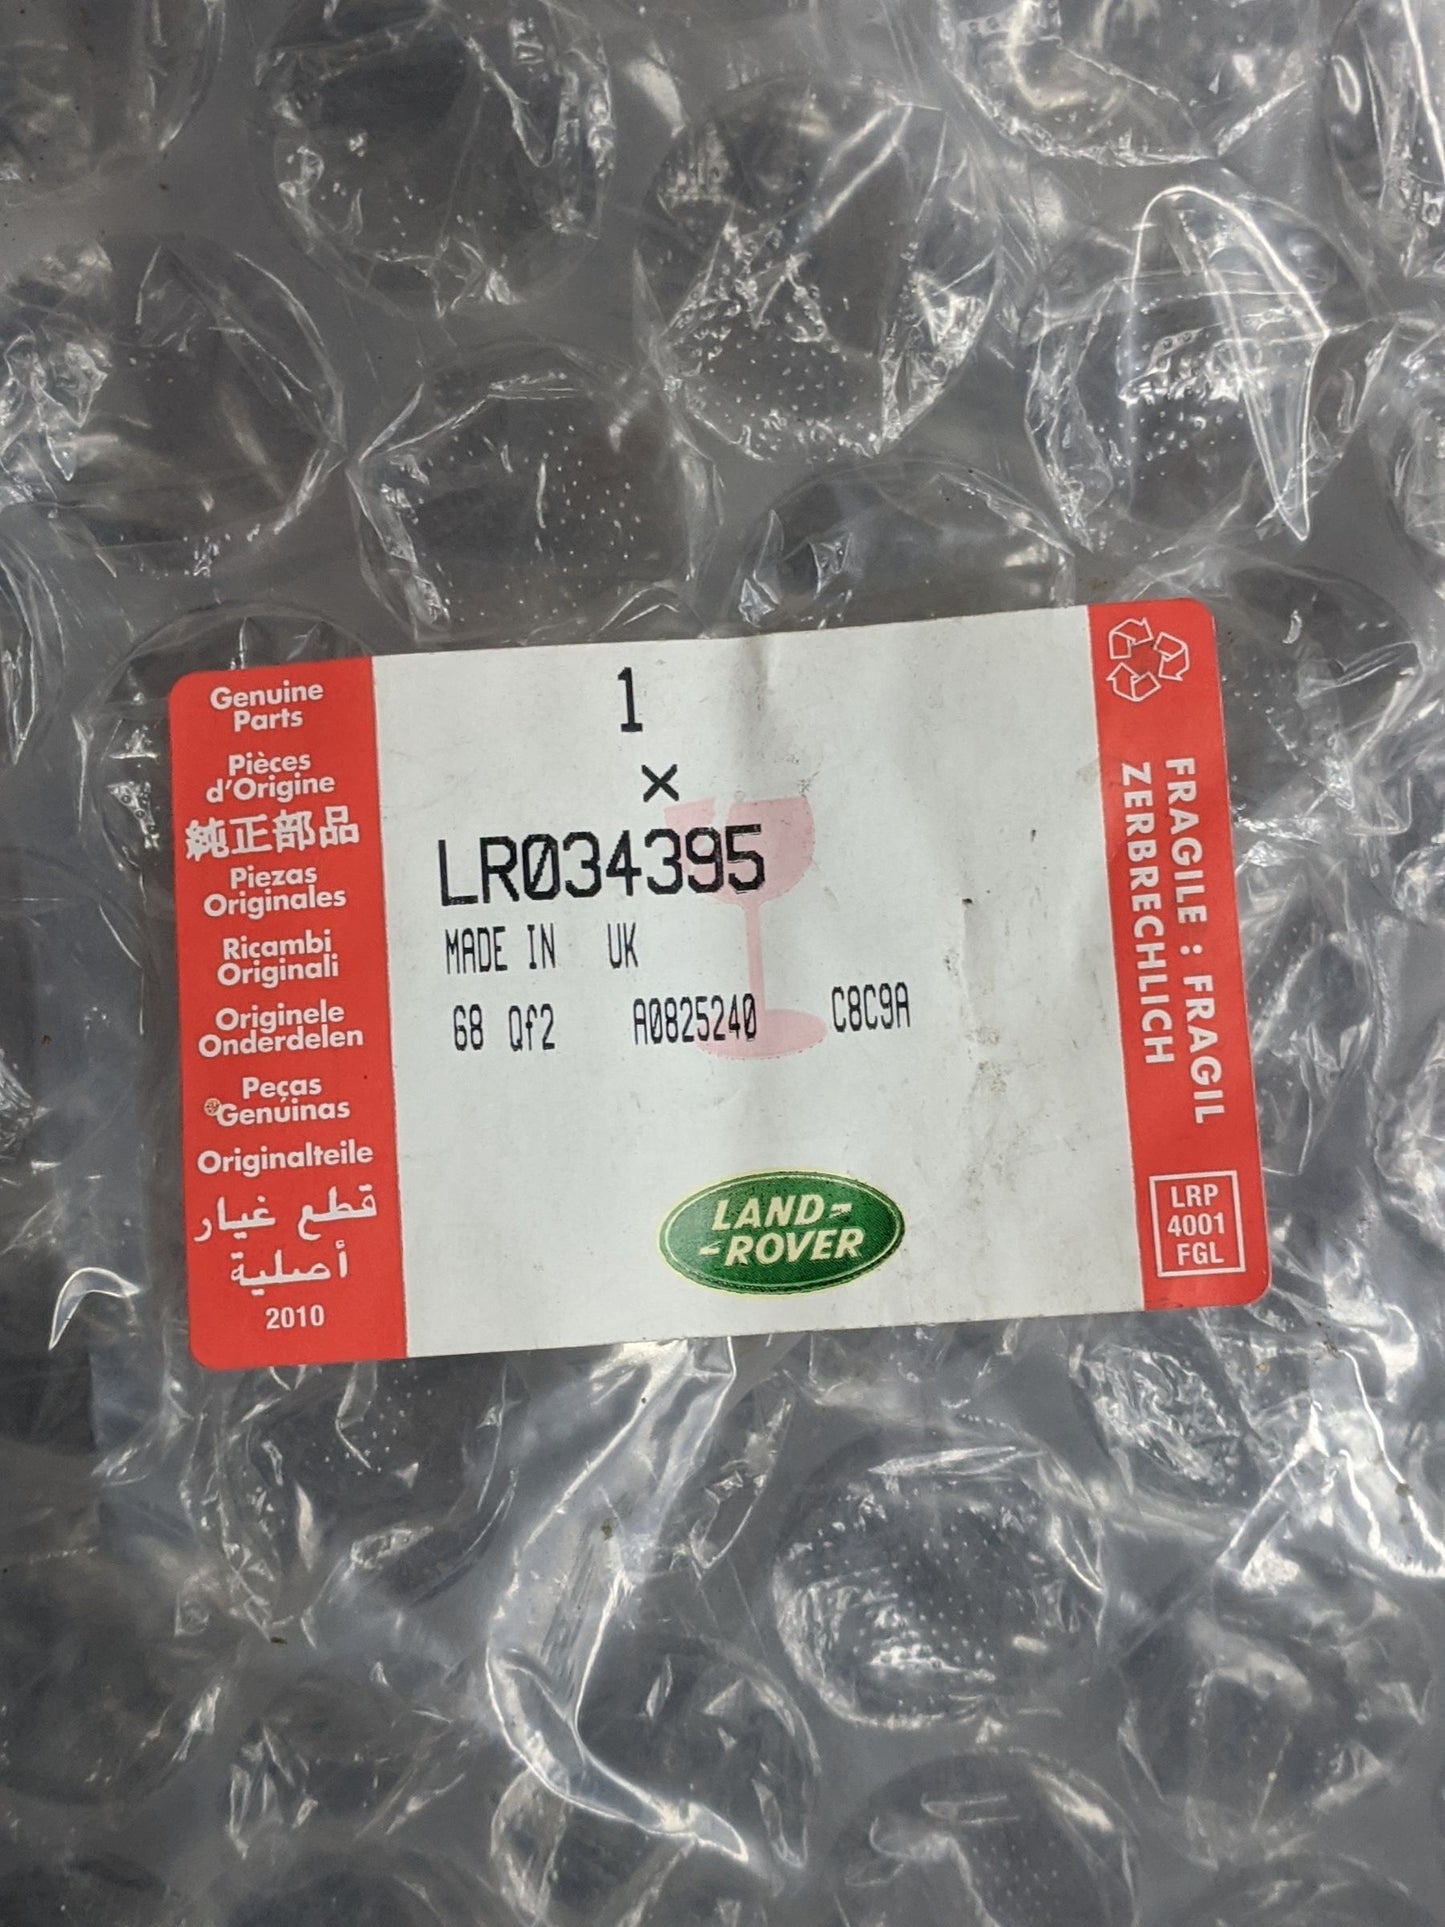 Genuine
Parts
Pièces
d'Origine
純正部品
Piezas
Originales
Ricambi
Originali
Originele
Onderdelen
Peças
Genuinas
Originalteile
قطع غيار
أصلية
2010
1
×
LR034395
MADE IN UK
68 Qf2 A0825240 C8C9A
LAND-
-ROVER
FRAGILE : FRAGIL
ZERBRECHLICH
LRP
4001
FGL